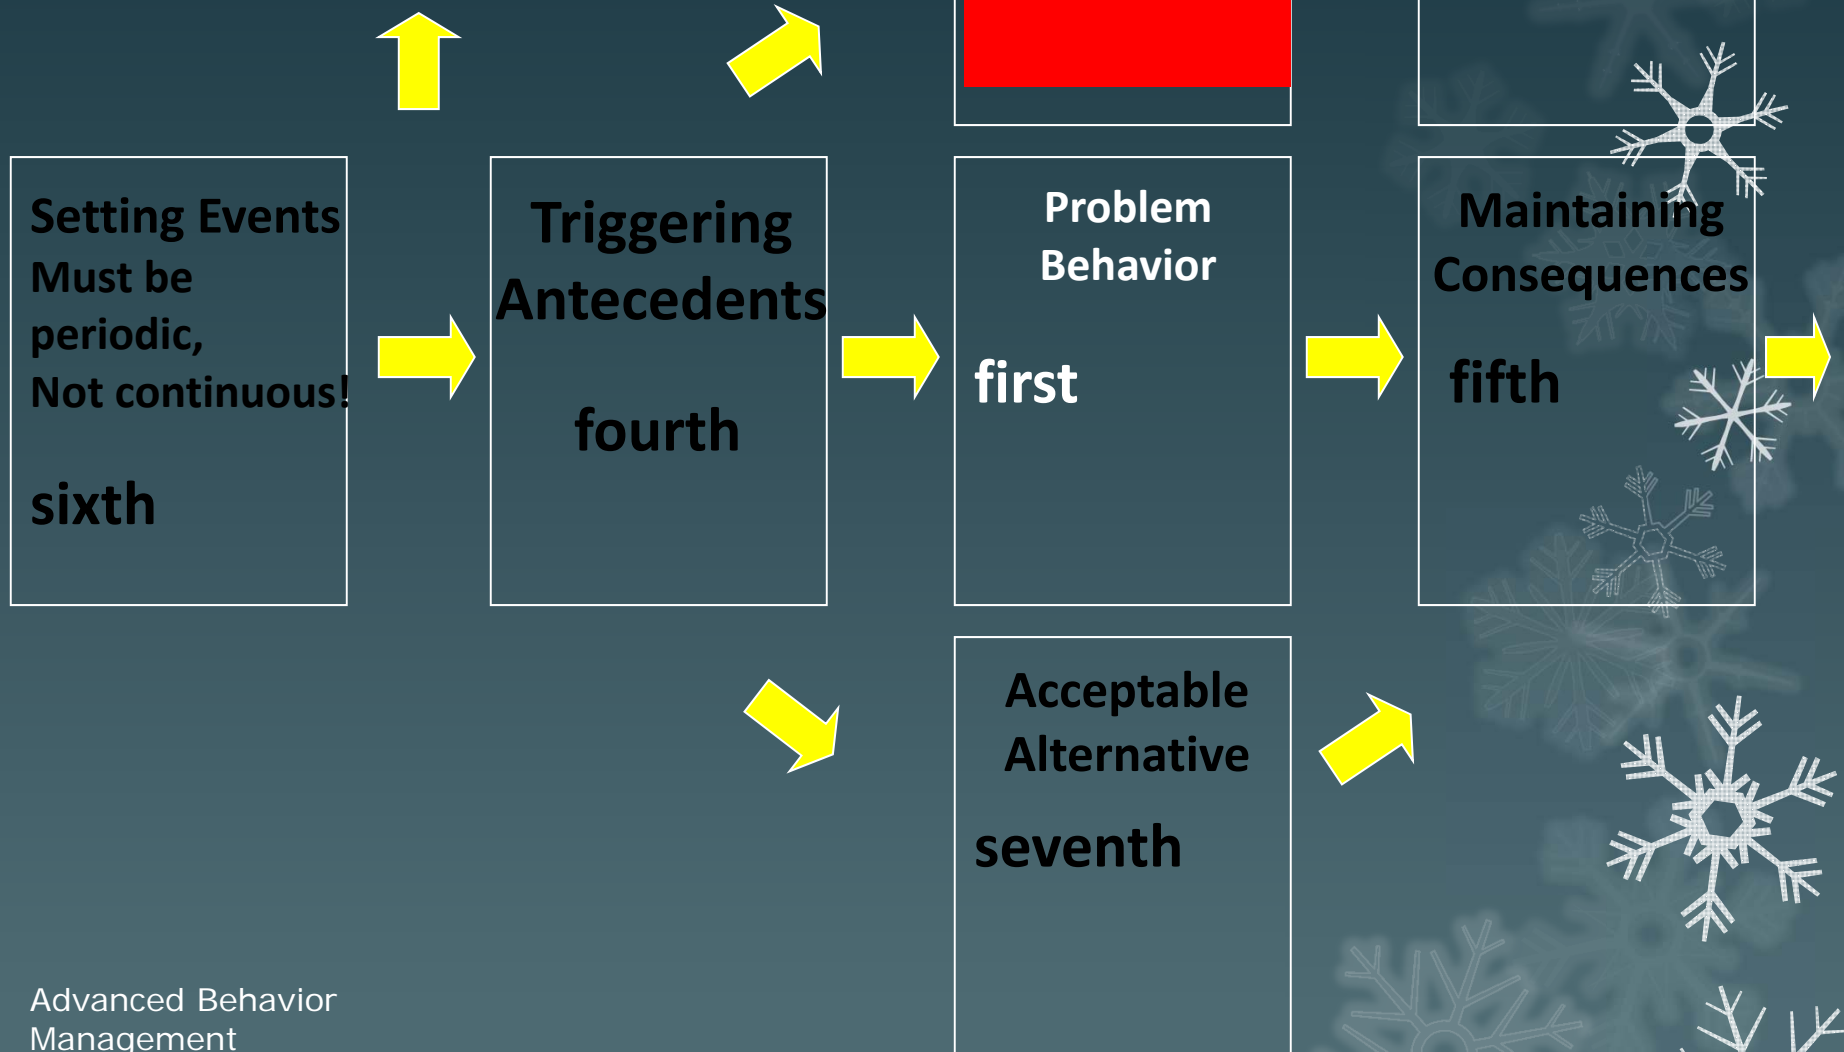 Setting Events
Must be
periodic,
Not continuous!
sixth
Triggering
Antecedents
fourth
Problem
Behavior
first
Maintaining
Consequences
fifth
Acceptable
Alternative
seventh
Advanced Behavior
Management